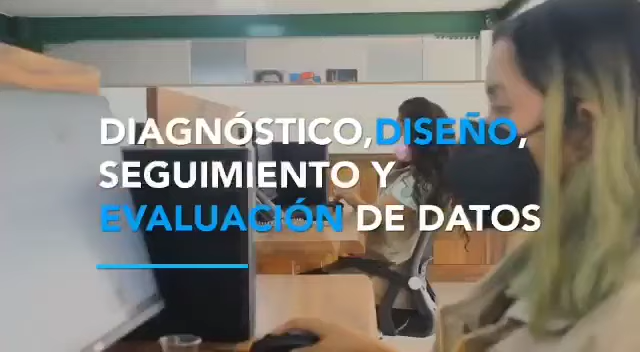 DIAGNÓSTICO,DISEÑO,
SEGUIMIENTO Y
EVALUACIÓN DE DATOS